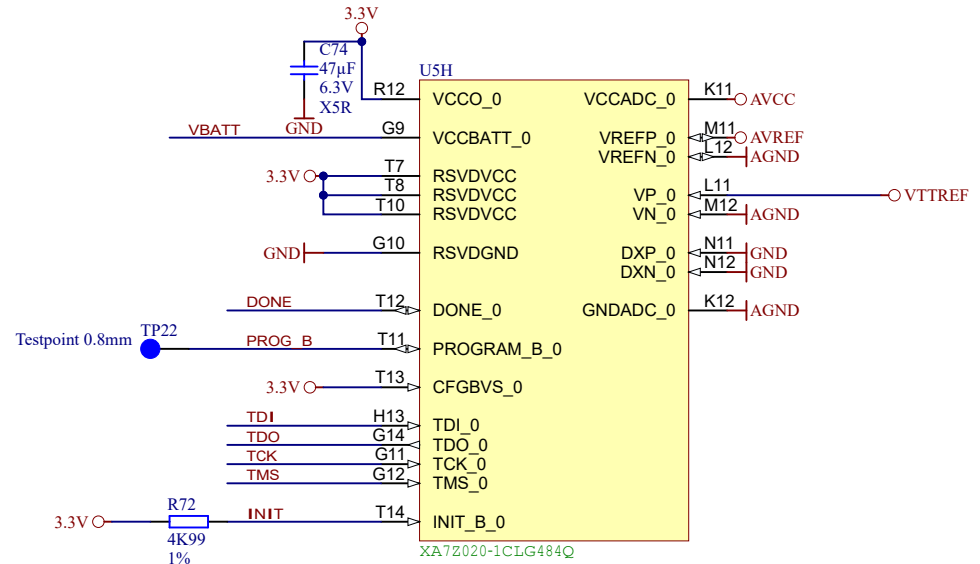 3.3V
C74
47µF
6.3V
X5R
GND
U5H
R12 VCCO_0 VCCADC_0 K11 AVCC
VBATT G9 VCCBATT_0 VREFP_0 M11 AVREF
VREFN_0 L12 AGND
3.3V T7 RSVDVCC
T8 RSVDVCC VP_0 L11 VTTREF
T10 RSVDVCC VN_0 M12 AGND
GND G10 RSVDGND DXP_0 N11 GND
DXN_0 N12 GND
DONE T12 DONE_0 GNDADC_0 K12 AGND
Testpoint 0.8mm TP22 PROG_B T11 PROGRAM_B_0
3.3V T13 CFGBVS_0
TDI H13 TDI_0
TDO G14 TDO_0
TCK G11 TCK_0
TMS G12 TMS_0
3.3V R72 INIT T14 INIT_B_0
4K99
1%
XA7Z020-1CLG484Q